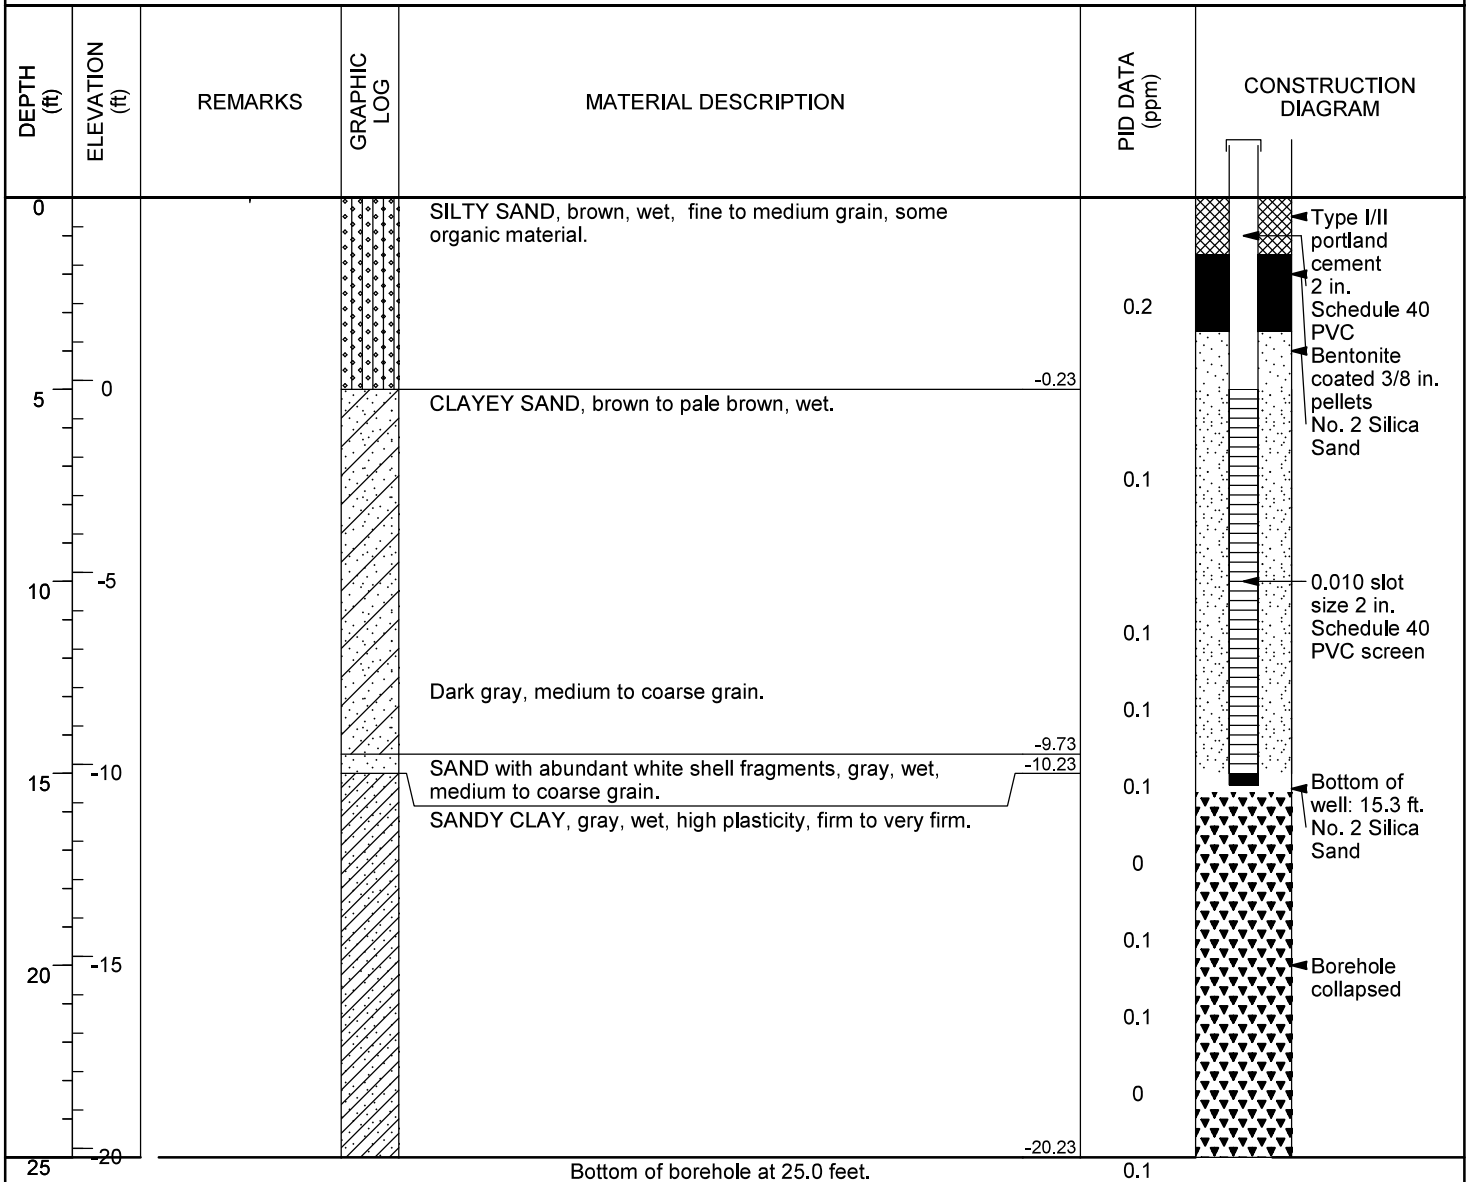 DEPTH
(ft)
ELEVATION
(ft)
REMARKS
GRAPHIC
LOG
MATERIAL DESCRIPTION
PID DATA
(ppm)
CONSTRUCTION
DIAGRAM
0
SILTY SAND, brown, wet, fine to medium grain, some
organic material.
Type I/II
portland
cement
2 in.
Schedule 40
PVC
0.2
Bentonite
coated 3/8 in.
pellets
No. 2 Silica
Sand
-0.23
0
5
CLAYEY SAND, brown to pale brown, wet.
0.1
-5
10
0.010 slot
size 2 in.
Schedule 40
PVC screen
0.1
Dark gray, medium to coarse grain.
0.1
-9.73
-10
15
SAND with abundant white shell fragments, gray, wet,
medium to coarse grain.
-10.23
0.1
Bottom of
well: 15.3 ft.
No. 2 Silica
Sand
SANDY CLAY, gray, wet, high plasticity, firm to very firm.
0
0.1
-15
20
Borehole
collapsed
0.1
0
-20.23
-20
25
Bottom of borehole at 25.0 feet.
0.1